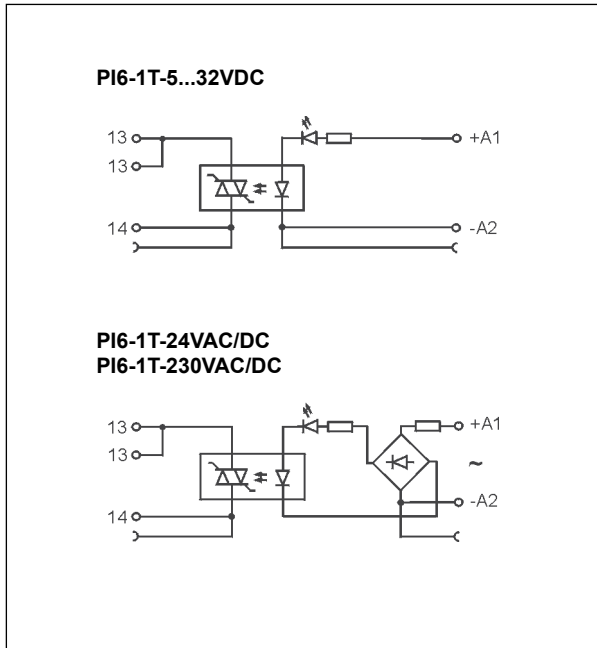 PI6-1T-5...32VDC
13
+A1
13
14
-A2
PI6-1T-24VAC/DC
PI6-1T-230VAC/DC
13
+A1
13
~
14
-A2